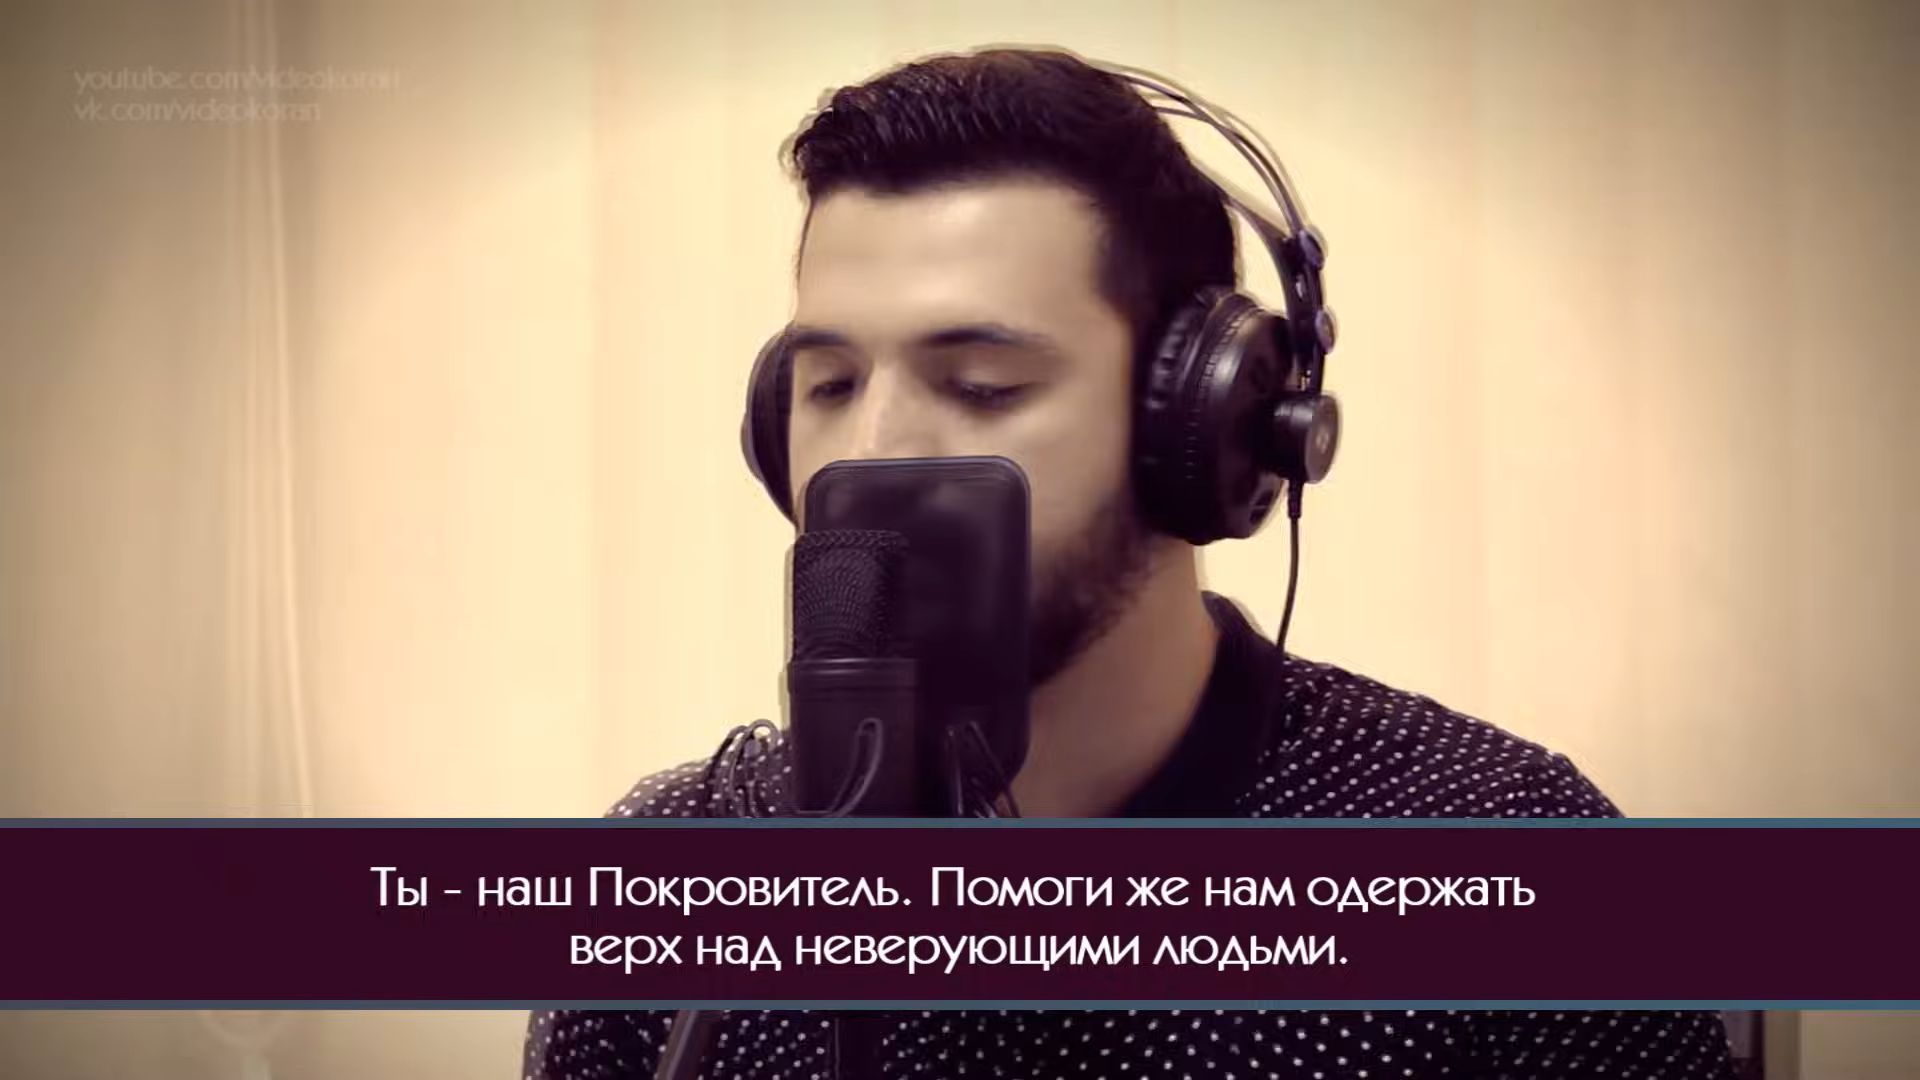 youtube.com/videokoran
vk.com/videokoran
Ты - наш Покровитель. Помоги же нам одержать
верх над неверующими людьми.